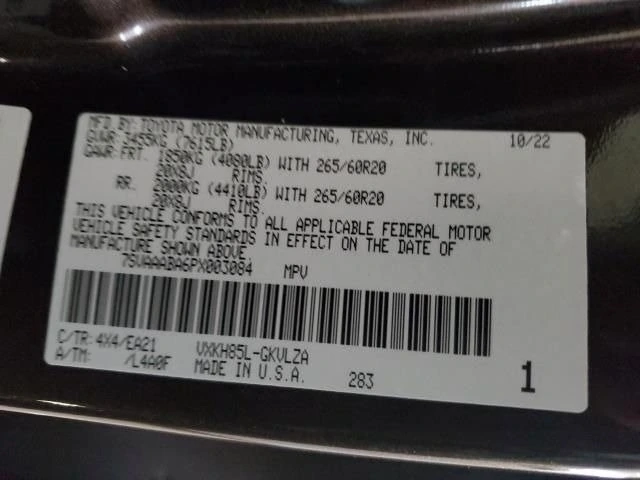 MFD BY: TOYOTA MOTOR MANUFACTURING, TEXAS, INC. 10/22
GVWR: 3455KG (7615LB)
GAWR: FRT. 1850KG (4080LB) WITH 265/60R20 TIRES,
20X8J RIMS.
RR. 2000KG (4410LB) WITH 265/60R20 TIRES,
20X8J RIMS.
THIS VEHICLE CONFORMS TO ALL APPLICABLE FEDERAL MOTOR
VEHICLE SAFETY STANDARDS IN EFFECT ON THE DATE OF
MANUFACTURE SHOWN ABOVE.
7SVAAABA6PX003084 MPV
C/TR: 4X4/EA21 VXKH85L-GKVLZA
A/TM: /L4A0F MADE IN U.S.A. 283 1